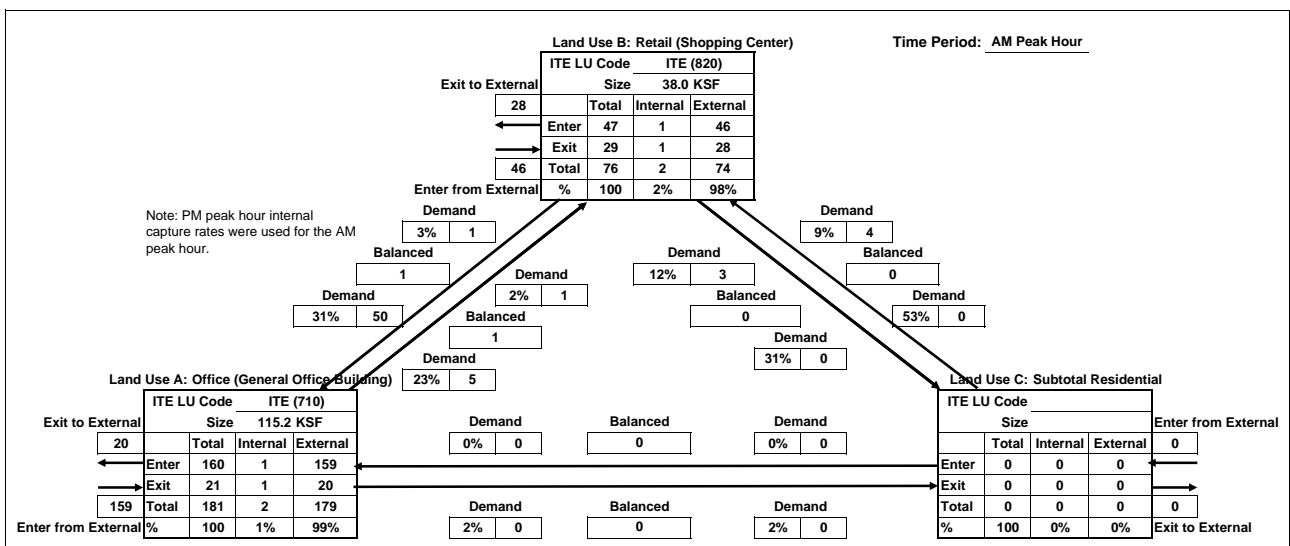 Land Use B: Retail (Shopping Center)
Time Period: AM Peak Hour
ITE LU Code ITE (820)
Exit to External Size 38.0 KSF
28 Total Internal External
Enter 47 1 46
Exit 29 1 28
46 Total 76 2 74
Enter from External % 100 2% 98%
Note: PM peak hour internal
capture rates were used for the AM
peak hour.
Demand
3% 1
Balanced
1
Demand
31% 50
Demand
2% 1
Balanced
1
Demand
23% 5
Demand
12% 3
Balanced
0
Demand
31% 0
Demand
9% 4
Balanced
0
Demand
53% 0
Land Use A: Office (General Office Building)
ITE LU Code ITE (710)
Exit to External Size 115.2 KSF
20 Total Internal External
Enter 160 1 159
Exit 21 1 20
159 Total 181 2 179
Enter from External % 100 1% 99%
Demand Balanced Demand
0% 0 0 0% 0
Demand Balanced Demand
2% 0 0 2% 0
Land Use C: Subtotal Residential
ITE LU Code
Size Enter from External
Total Internal External 0
Enter 0 0 0
Exit 0 0 0
Total 0 0 0 0
% 100 0% 0% Exit to External